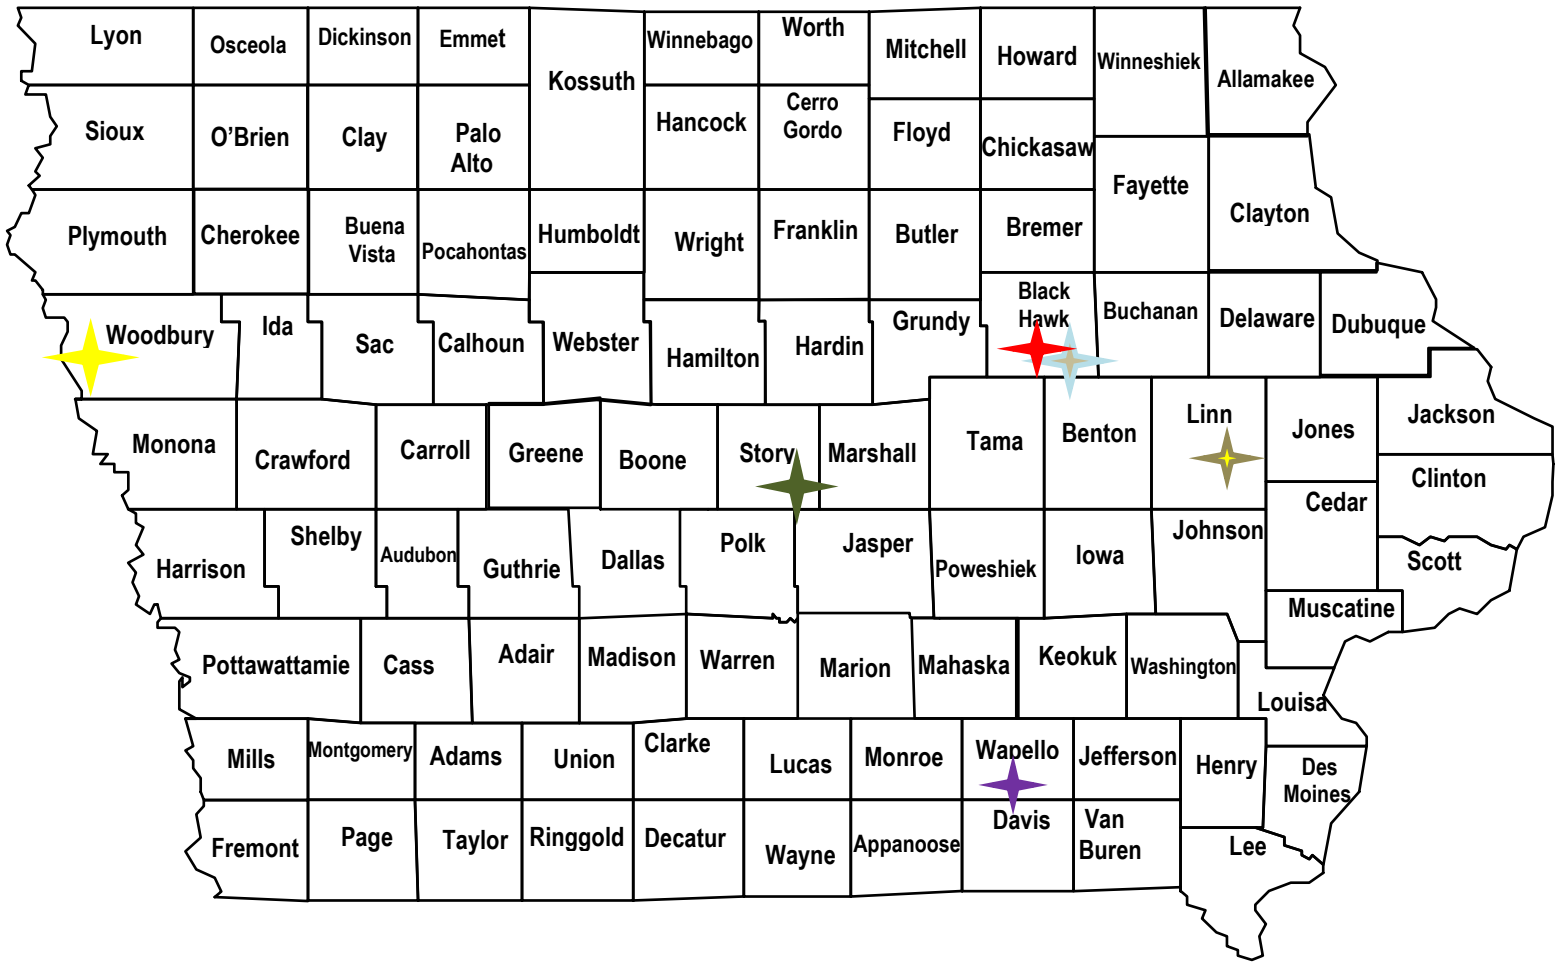 Lyon
Osceola
Dickinson
Emmet
Kossuth
Winnebago
Worth
Mitchell
Howard
Winneshiek
Allamakee
Sioux
O’Brien
Clay
Palo
Alto
Hancock
Cerro
Gordo
Floyd
Chickasaw
Fayette
Clayton
Plymouth
Cherokee
Buena
Vista
Pocahontas
Humboldt
Wright
Franklin
Butler
Bremer
Woodbury
Ida
Sac
Calhoun
Webster
Hamilton
Hardin
Grundy
Black
Hawk
Buchanan
Delaware
Dubuque
Monona
Crawford
Carroll
Greene
Boone
Story
Marshall
Tama
Benton
Linn
Jones
Jackson
Clinton
Cedar
Harrison
Shelby
Audubon
Guthrie
Dallas
Polk
Jasper
Poweshiek
Iowa
Johnson
Scott
Muscatine
Pottawattamie
Cass
Adair
Madison
Warren
Marion
Mahaska
Keokuk
Washington
Louisa
Mills
Montgomery
Adams
Union
Clarke
Lucas
Monroe
Wapello
Jefferson
Henry
Des
Moines
Fremont
Page
Taylor
Ringgold
Decatur
Wayne
Appanoose
Davis
Van
Buren
Lee